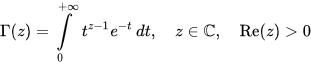 Γ(z) = ∫₀^{+∞} t^{z−1} e^{−t} dt,  z ∈ ℂ,  Re(z) > 0